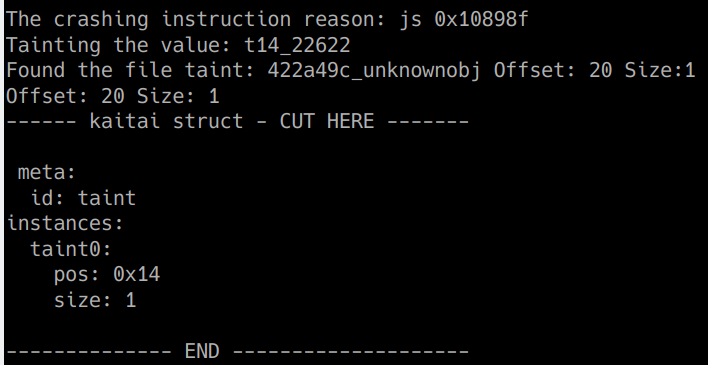 The crashing instruction reason: js 0x10898f
Tainting the value: t14_22622
Found the file taint: 422a49c_unknownobj Offset: 20 Size:1
Offset: 20 Size: 1
------ kaitai struct - CUT HERE -------
meta:
id: taint
instances:
taint0:
pos: 0x14
size: 1
-------------- END --------------------